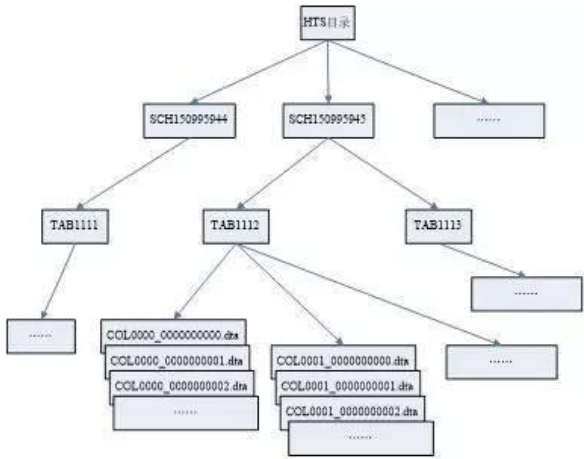 HTS目录
SCH150995944
SCH150995945
……
TAB1111
TAB1112
TAB1113
……
……
COL0000_0000000000.dta
COL0000_0000000001.dta
COL0000_0000000002.dta
……
COL0001_0000000000.dta
COL0001_0000000001.dta
COL0001_0000000002.dta
……
……